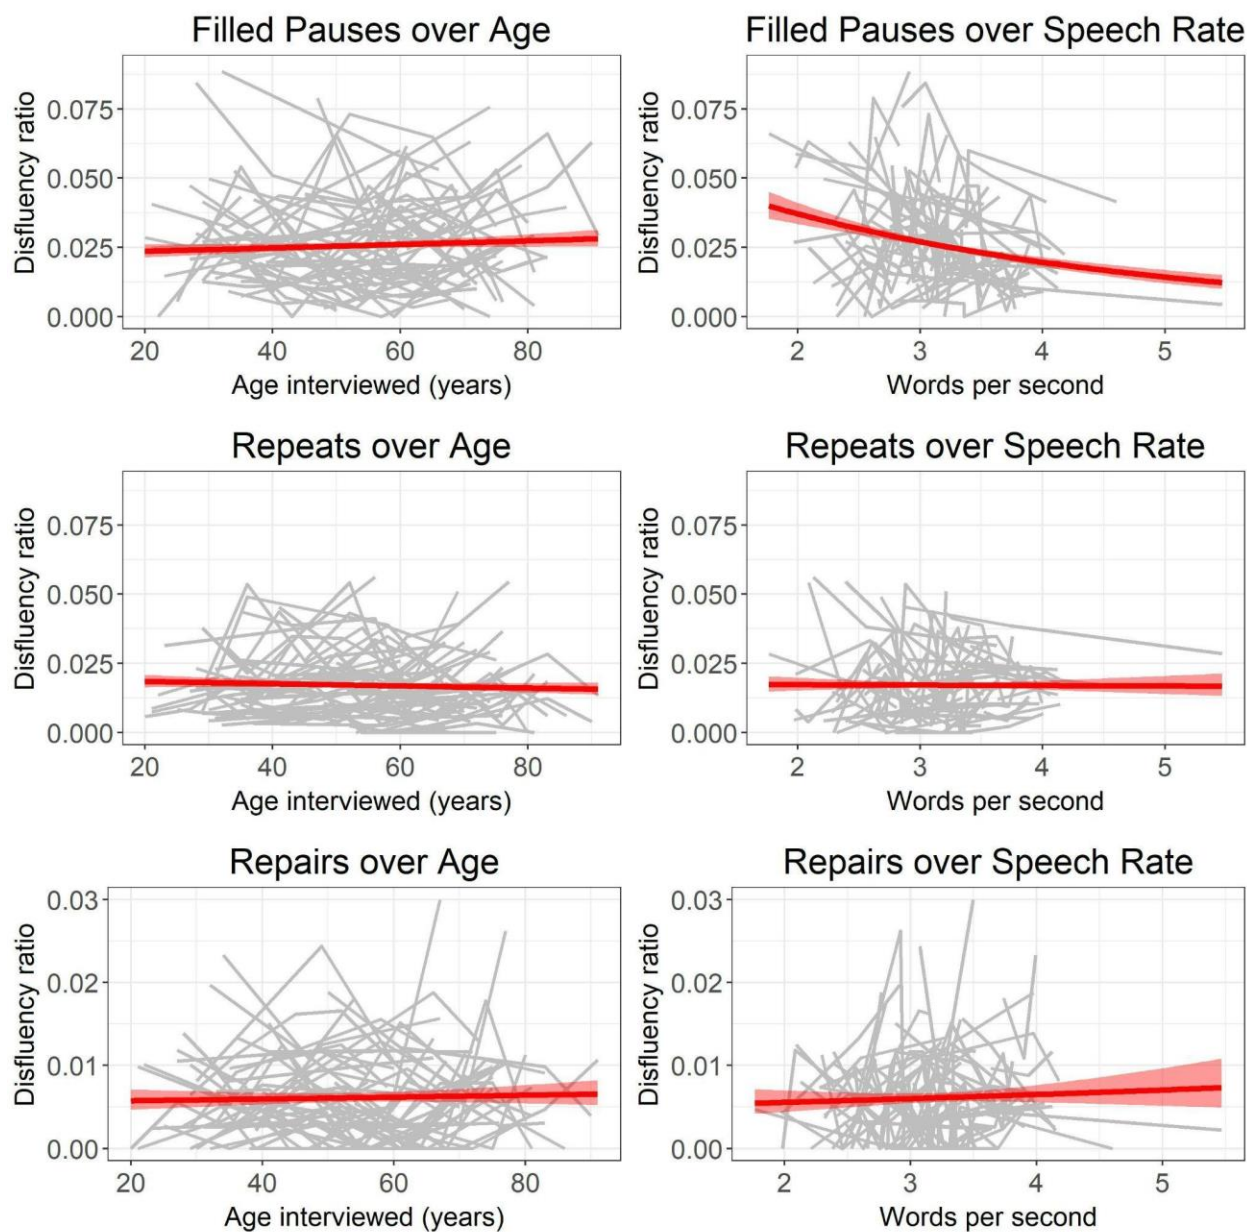 Filled Pauses over Age
Disfluency ratio
0.075
0.050
0.025
0.000
20 40 60 80
Age interviewed (years)
Filled Pauses over Speech Rate
Disfluency ratio
0.075
0.050
0.025
0.000
2 3 4 5
Words per second
Repeats over Age
Disfluency ratio
0.075
0.050
0.025
0.000
20 40 60 80
Age interviewed (years)
Repeats over Speech Rate
Disfluency ratio
0.075
0.050
0.025
0.000
2 3 4 5
Words per second
Repairs over Age
Disfluency ratio
0.03
0.02
0.01
0.00
20 40 60 80
Age interviewed (years)
Repairs over Speech Rate
Disfluency ratio
0.03
0.02
0.01
0.00
2 3 4 5
Words per second